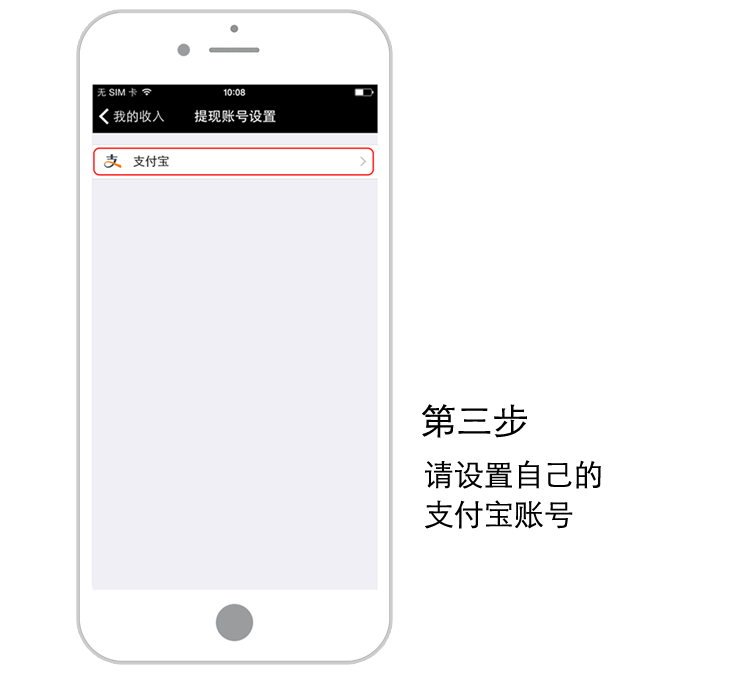 无 SIM 卡 10:08
我的收入 提现账号设置
支 支付宝
第三步
请设置自己的
支付宝账号